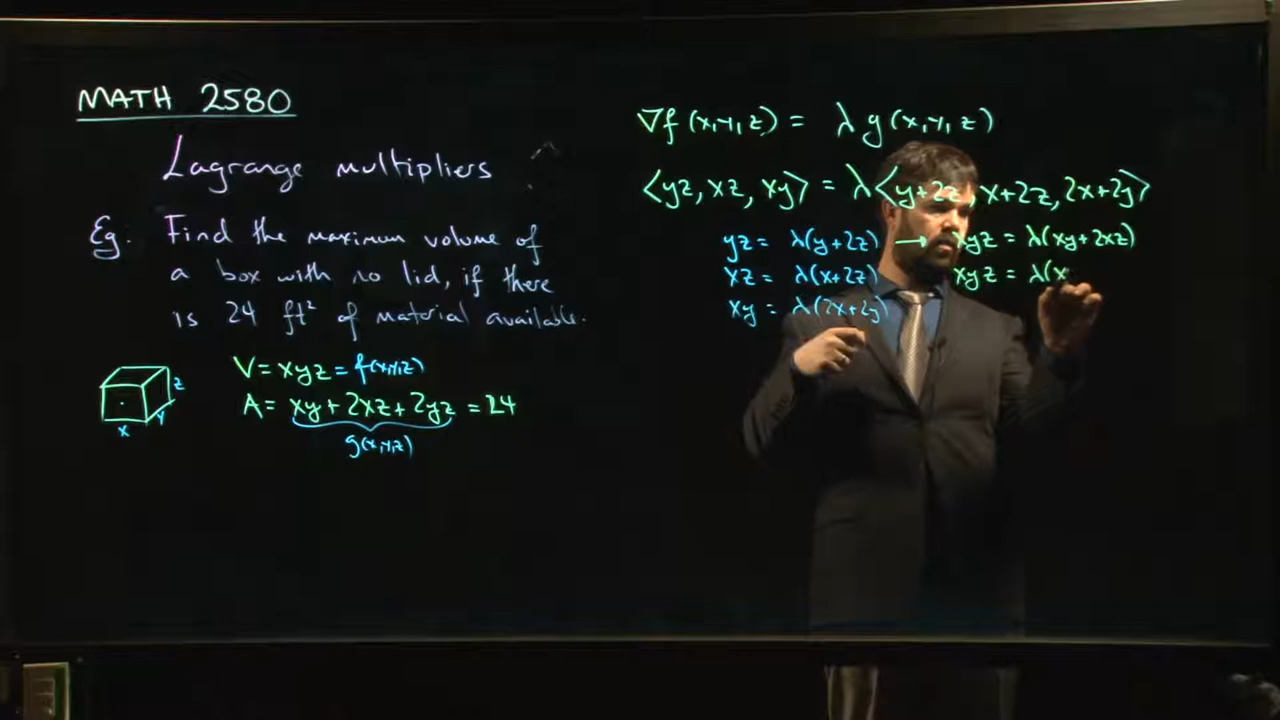 MATH 2580
Lagrange multipliers
Eg: Find the maximum volume of
a box with no lid, if there
is 24 ft² of material available.
x
y
z
V = xyz = f(x,y,z)
A = xy + 2xz + 2yz = 24
g(x,y,z)
∇f(x,y,z) = λ g(x,y,z)
⟨yz, xz, xy⟩ = λ⟨y+2z, x+2z, 2x+2y⟩
yz = λ(y+2z) → xyz = λ(xy+2xz)
xz = λ(x+2z) xyz = λ(x
xy = λ(2x+2y)